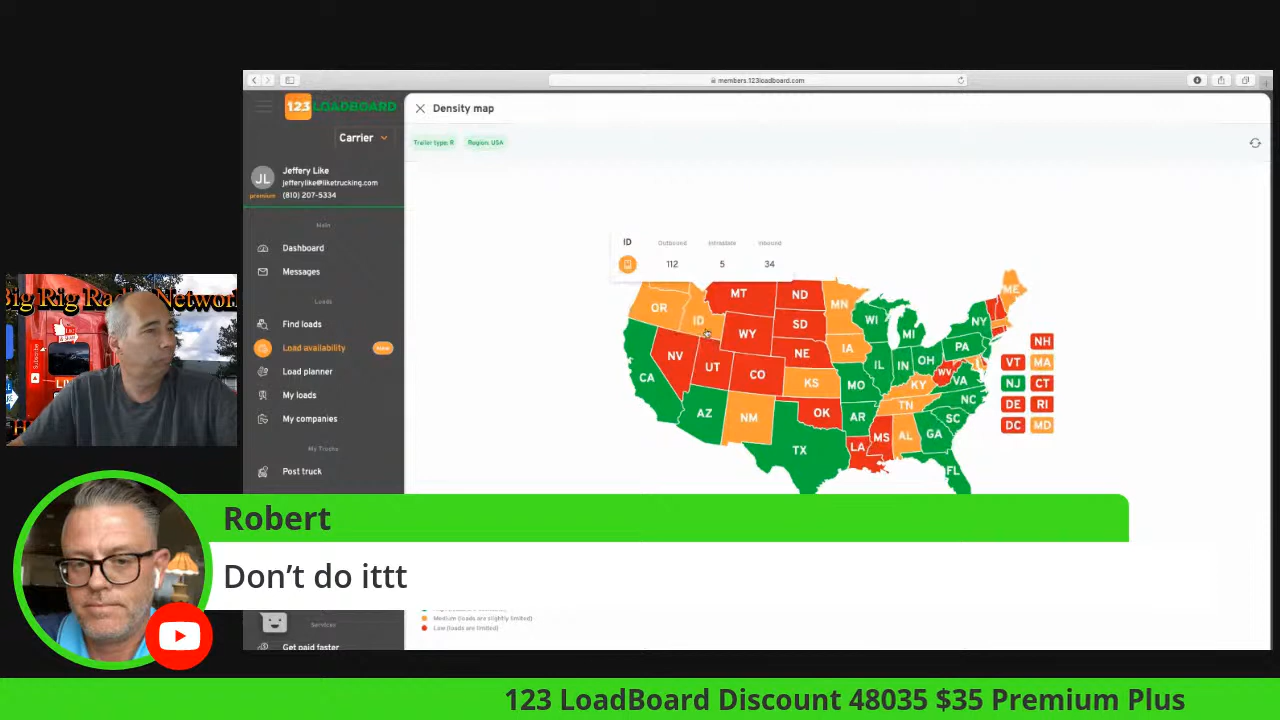 members.123loadboard.com
123 LOADBOARD
Carrier
JL
premium
Jeffery Like
jefferylike@liketrucking.com
(810) 207-5334
Main
Dashboard
Messages
Loads
Find loads
Load availability
New
Load planner
My loads
My companies
My Trucks
Post truck
Services
Get paid faster
Density map
Trailer type: R
Region: USA
ID Outbound Intrastate Inbound
112 5 34
OR
ID
MT
ND
MN
WI
MI
NY
ME
WY
SD
IA
NV
UT
NE
IL
IN
OH
PA
CA
CO
KS
MO
KY
WV
VA
AZ
NM
OK
AR
TN
NC
SC
TX
LA
MS
AL
GA
FL
NH
VT MA
NJ CT
DE RI
DC MD
Medium (loads are slightly limited)
Low (loads are limited)
Big Rig Radio Network
Subscribe
Robert
Don’t do ittt
123 LoadBoard Discount 48035 $35 Premium Plus